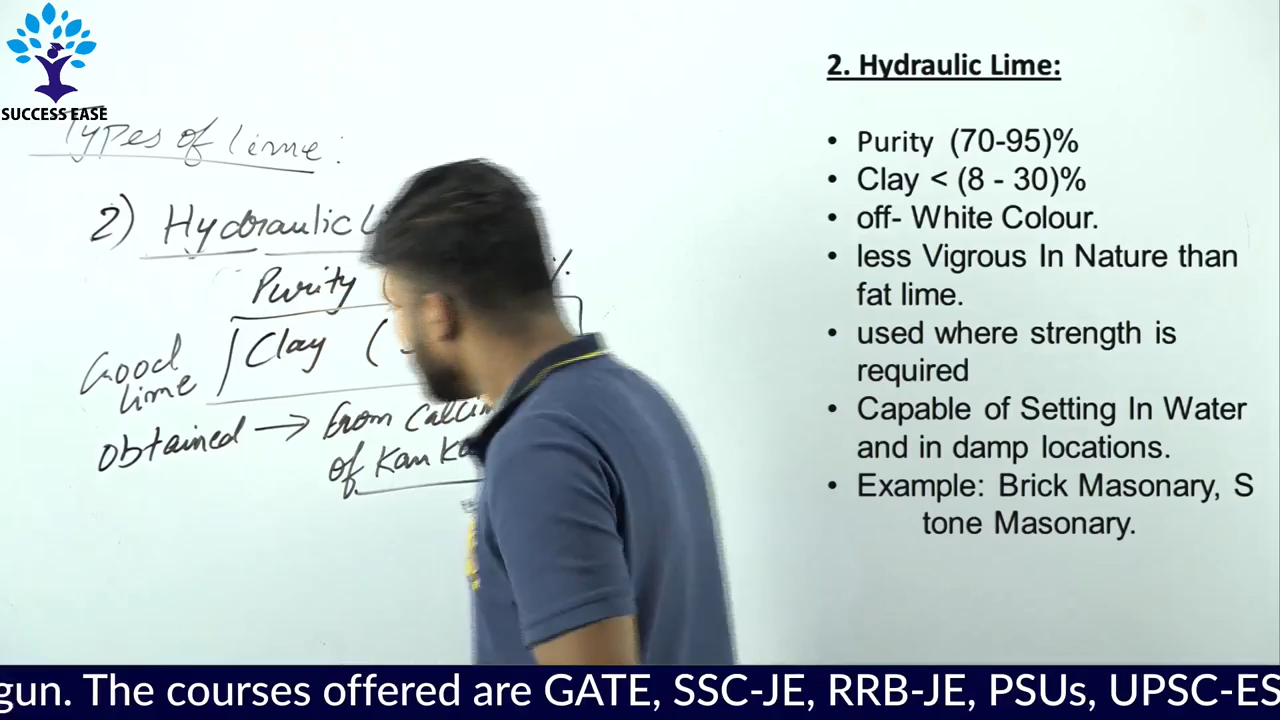 SUCCESS EASE
Types of lime:
2) Hydraulic
Purity %
Good lime
Clay (
obtained → from
of
2. Hydraulic Lime:
• Purity (70-95)%
• Clay < (8 - 30)%
• off- White Colour.
• less Vigrous In Nature than
fat lime.
• used where strength is
required
• Capable of Setting In Water
and in damp locations.
• Example: Brick Masonary, S
tone Masonary.
gun. The courses offered are GATE, SSC-JE, RRB-JE, PSUs, UPSC-ES